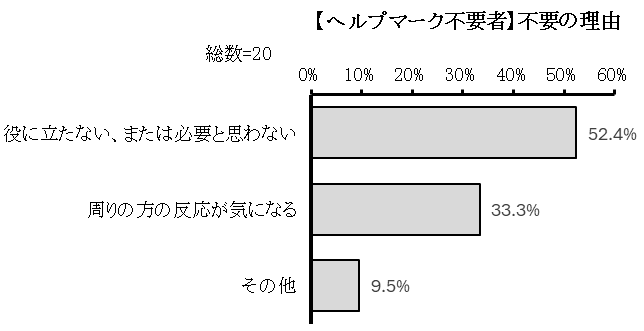 【ヘルプマーク不要者】不要の理由
総数=20
0% 10% 20% 30% 40% 50% 60%
役に立たない、または必要と思わない 52.4%
周りの方の反応が気になる 33.3%
その他 9.5%